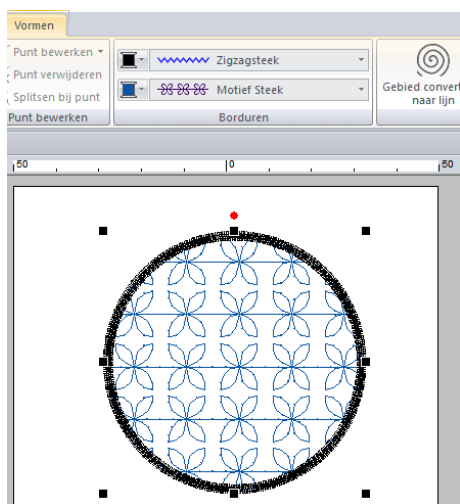 Vormen
Punt bewerken
Punt verwijderen
Splitsen bij punt
Punt bewerken
Zigzagsteek
Motief Steek
Borduren
Gebied convert
naar lijn
50
0
50